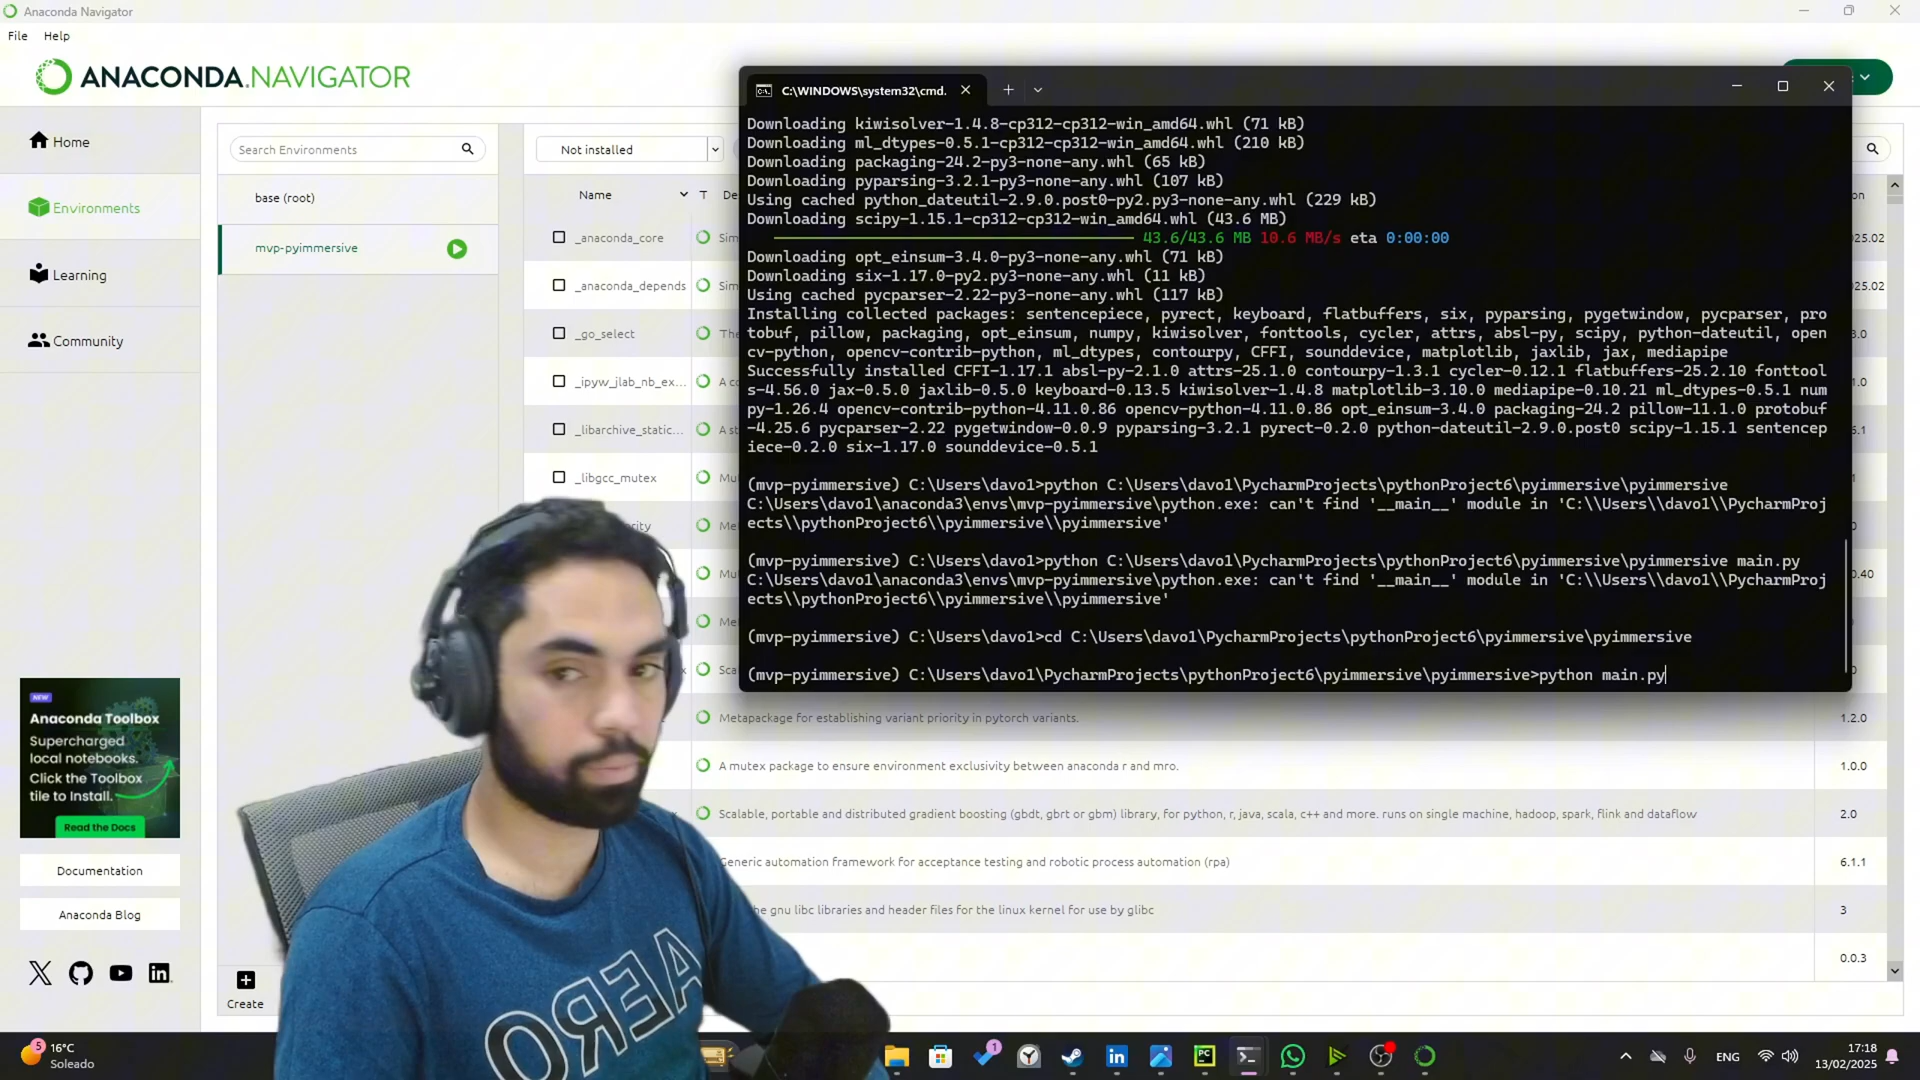 Anaconda Navigator
File Help
ANACONDA.NAVIGATOR
Home
Environments
Learning
Community
Search Environments
base (root)
mvp-pyimmersive
Not installed
Name
T
De
_anaconda_core
Sim
_anaconda_depends
Sim
_go_select
The
_ipyw_jlab_nb_ex...
A co
_libarchive_static...
A st
_libgcc_mutex
Mu
C:\WINDOWS\system32\cmd.
Downloading kiwisolver-1.4.8-cp312-cp312-win_amd64.whl (71 kB)
Downloading ml_dtypes-0.5.1-cp312-cp312-win_amd64.whl (210 kB)
Downloading packaging-24.2-py3-none-any.whl (65 kB)
Downloading pyparsing-3.2.1-py3-none-any.whl (107 kB)
Using cached python_dateutil-2.9.0.post0-py2.py3-none-any.whl (229 kB)
Downloading scipy-1.15.1-cp312-cp312-win_amd64.whl (43.6 MB)
43.6/43.6 MB 10.6 MB/s eta 0:00:00
Downloading opt_einsum-3.4.0-py3-none-any.whl (71 kB)
Downloading six-1.17.0-py2.py3-none-any.whl (11 kB)
Using cached pycparser-2.22-py3-none-any.whl (117 kB)
Installing collected packages: sentencepiece, pyrect, keyboard, flatbuffers, six, pyparsing, pygetwindow, pycparser, pro
tobuf, pillow, packaging, opt_einsum, numpy, kiwisolver, fonttools, cycler, attrs, absl-py, scipy, python-dateutil, open
cv-python, opencv-contrib-python, ml_dtypes, contourpy, CFFI, sounddevice, matplotlib, jaxlib, jax, mediapipe
Successfully installed CFFI-1.17.1 absl-py-2.1.0 attrs-25.1.0 contourpy-1.3.1 cycler-0.12.1 flatbuffers-25.2.10 fonttool
s-4.56.0 jax-0.5.0 jaxlib-0.5.0 keyboard-0.13.5 kiwisolver-1.4.8 matplotlib-3.10.0 mediapipe-0.10.21 ml_dtypes-0.5.1 num
py-1.26.4 opencv-contrib-python-4.11.0.86 opencv-python-4.11.0.86 opt_einsum-3.4.0 packaging-24.2 pillow-11.1.0 protobuf
-4.25.6 pycparser-2.22 pygetwindow-0.0.9 pyparsing-3.2.1 pyrect-0.2.0 python-dateutil-2.9.0.post0 scipy-1.15.1 sentencep
iece-0.2.0 six-1.17.0 sounddevice-0.5.1
(mvp-pyimmersive) C:\Users\davo1>python C:\Users\davo1\PycharmProjects\pythonProject6\pyimmersive\pyimmersive
C:\Users\davo1\anaconda3\envs\mvp-pyimmersive\python.exe: can't find '__main__' module in 'C:\\Users\\davo1\\PycharmProj
ects\\pythonProject6\\pyimmersive\\pyimmersive'
(mvp-pyimmersive) C:\Users\davo1>python C:\Users\davo1\PycharmProjects\pythonProject6\pyimmersive\pyimmersive main.py
C:\Users\davo1\anaconda3\envs\mvp-pyimmersive\python.exe: can't find '__main__' module in 'C:\\Users\\davo1\\PycharmProj
ects\\pythonProject6\\pyimmersive\\pyimmersive'
(mvp-pyimmersive) C:\Users\davo1>cd C:\Users\davo1\PycharmProjects\pythonProject6\pyimmersive\pyimmersive
(mvp-pyimmersive) C:\Users\davo1\PycharmProjects\pythonProject6\pyimmersive\pyimmersive>python main.py
Metapackage for establishing variant priority in pytorch variants.
1.2.0
A mutex package to ensure environment exclusivity between anaconda r and mro.
1.0.0
Scalable, portable and distributed gradient boosting (gbdt, gbrt or gbm) library, for python, r, java, scala, c++ and more. runs on single machine, hadoop, spark, flink and dataflow
2.0
Generic automation framework for acceptance testing and robotic process automation (rpa)
6.1.1
he gnu libc libraries and header files for the linux kernel for use by glibc
3
0.0.3
NEW
Anaconda Toolbox
Supercharged
local notebooks.
Click the Toolbox
tile to Install.
Read the Docs
Documentation
Anaconda Blog
Create
AERO
5
16°C
Soleado
1
ENG
17:18
13/02/2025